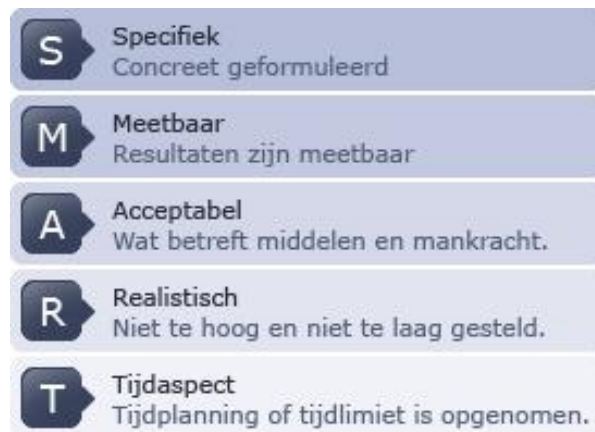 S Specifiek
Concreet geformuleerd
M Meetbaar
Resultaten zijn meetbaar
A Acceptabel
Wat betreft middelen en mankracht.
R Realistisch
Niet te hoog en niet te laag gesteld.
T Tijdaspect
Tijdplanning of tijdlimiet is opgenomen.